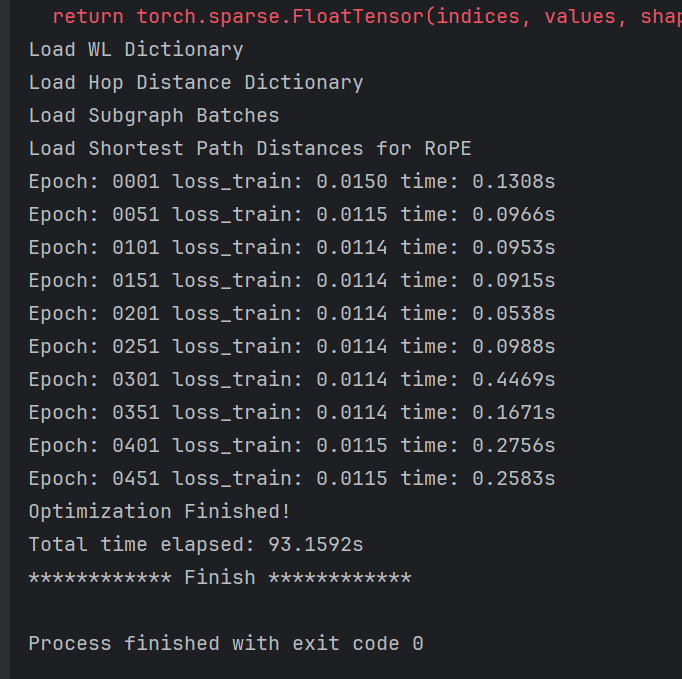 return torch.sparse.FloatTensor(indices, values, shap
Load WL Dictionary
Load Hop Distance Dictionary
Load Subgraph Batches
Load Shortest Path Distances for RoPE
Epoch: 0001 loss_train: 0.0150 time: 0.1308s
Epoch: 0051 loss_train: 0.0115 time: 0.0966s
Epoch: 0101 loss_train: 0.0114 time: 0.0953s
Epoch: 0151 loss_train: 0.0114 time: 0.0915s
Epoch: 0201 loss_train: 0.0114 time: 0.0538s
Epoch: 0251 loss_train: 0.0114 time: 0.0988s
Epoch: 0301 loss_train: 0.0114 time: 0.4469s
Epoch: 0351 loss_train: 0.0114 time: 0.1671s
Epoch: 0401 loss_train: 0.0115 time: 0.2756s
Epoch: 0451 loss_train: 0.0115 time: 0.2583s
Optimization Finished!
Total time elapsed: 93.1592s
************ Finish ************
Process finished with exit code 0